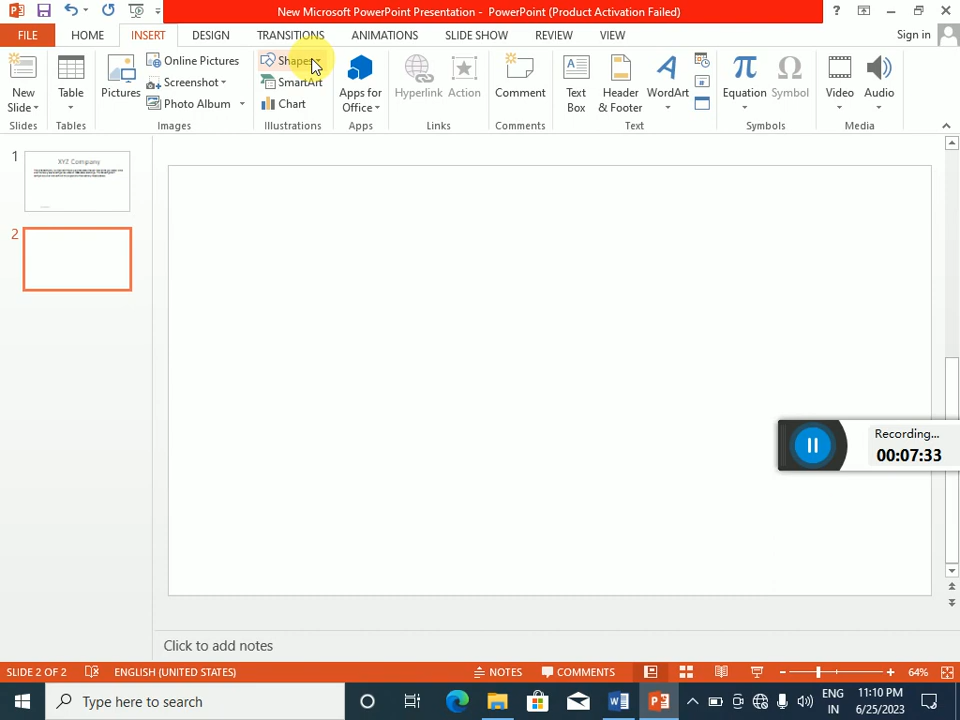 New Microsoft PowerPoint Presentation - PowerPoint (Product Activation Failed)
FILE HOME INSERT DESIGN TRANSITIONS ANIMATIONS SLIDE SHOW REVIEW VIEW Sign in
New Slide
Table
Pictures
Online Pictures
Screenshot
Photo Album
Shapes
SmartArt
Chart
Apps for Office
Hyperlink
Action
Comment
Text Box
Header & Footer
WordArt
Equation
Symbol
Video
Audio
Slides Tables Images Illustrations Apps Links Comments Text Symbols Media
1
XYZ Company
2
Recording...
00:07:33
Click to add notes
SLIDE 2 OF 2 ENGLISH (UNITED STATES) NOTES COMMENTS 64%
Type here to search
ENG
IN
11:10 PM
6/25/2023